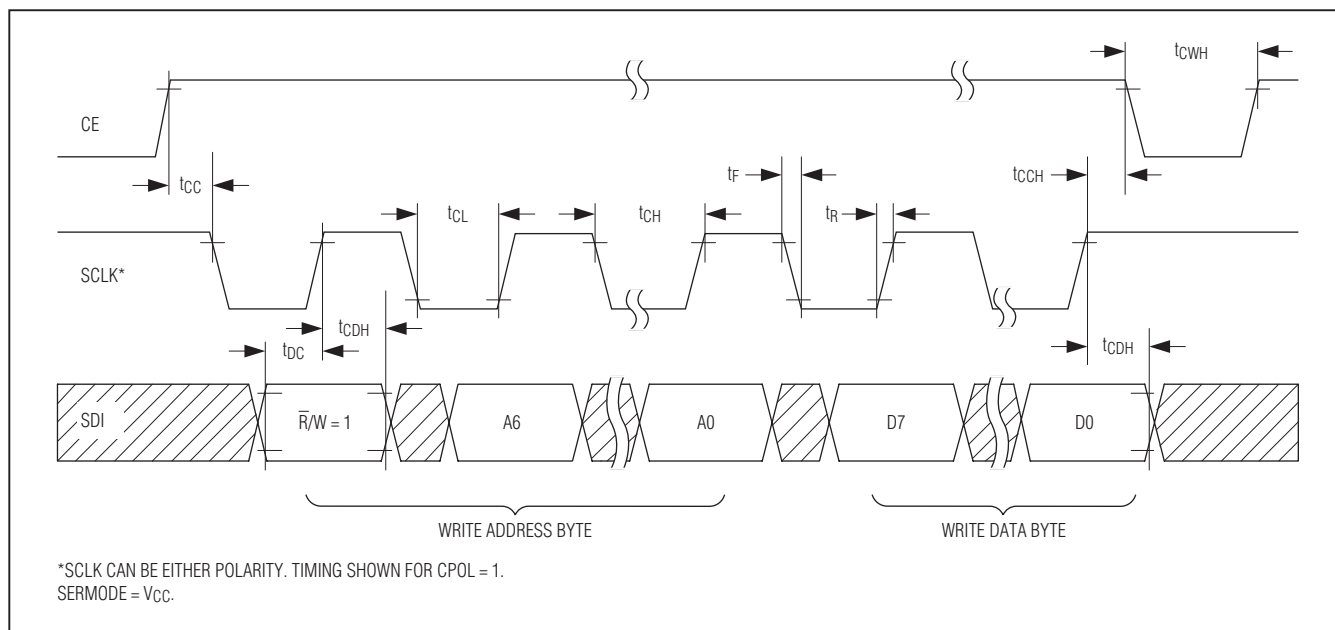 tCWH
CE
tCC
tF
tCCH
tCL
tCH
tR
SCLK*
tCDH
tDC
tCDH
SDI
R̅/W = 1
A6
A0
D7
D0
WRITE ADDRESS BYTE
WRITE DATA BYTE
*SCLK CAN BE EITHER POLARITY. TIMING SHOWN FOR CPOL = 1.
SERMODE = VCC.